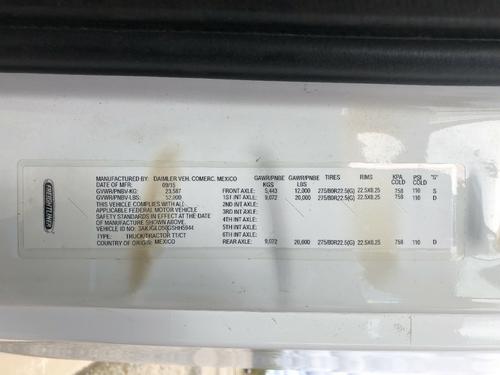 FREIGHTLINER
MANUFACTURED BY: DAIMLER VEH. COMERC. MEXICO
DATE OF MFR: 09/15
GVWR/PNBV-KG: 23,587
GVWR/PNBV-LBS: 52,000
THIS VEHICLE COMPLIES WITH ALL
APPLICABLE FEDERAL MOTOR VEHICLE
SAFETY STANDARDS IN EFFECT AT THE DATE
OF MANUFACTURE SHOWN ABOVE.
VEHICLE ID NO:
TYPE: TRUCK/TRACTOR TT/CT
COUNTRY OF ORIGIN: MEXICO
GAWR/PNBE KGS GAWR/PNBE LBS TIRES RIMS KPA COLD PSI COLD "S"
FRONT AXLE: 5,443 12,000 275/80R22.5(G) 22.5X8.25 758 110 S
1ST INT AXLE: 9,072 20,000 275/80R22.5(G) 22.5X8.25 758 110 D
2ND INT AXLE:
3RD INT AXLE:
4TH INT AXLE:
5TH INT AXLE:
6TH INT AXLE:
REAR AXLE: 9,072 20,000 275/80R22.5(G) 22.5X8.25 758 110 D